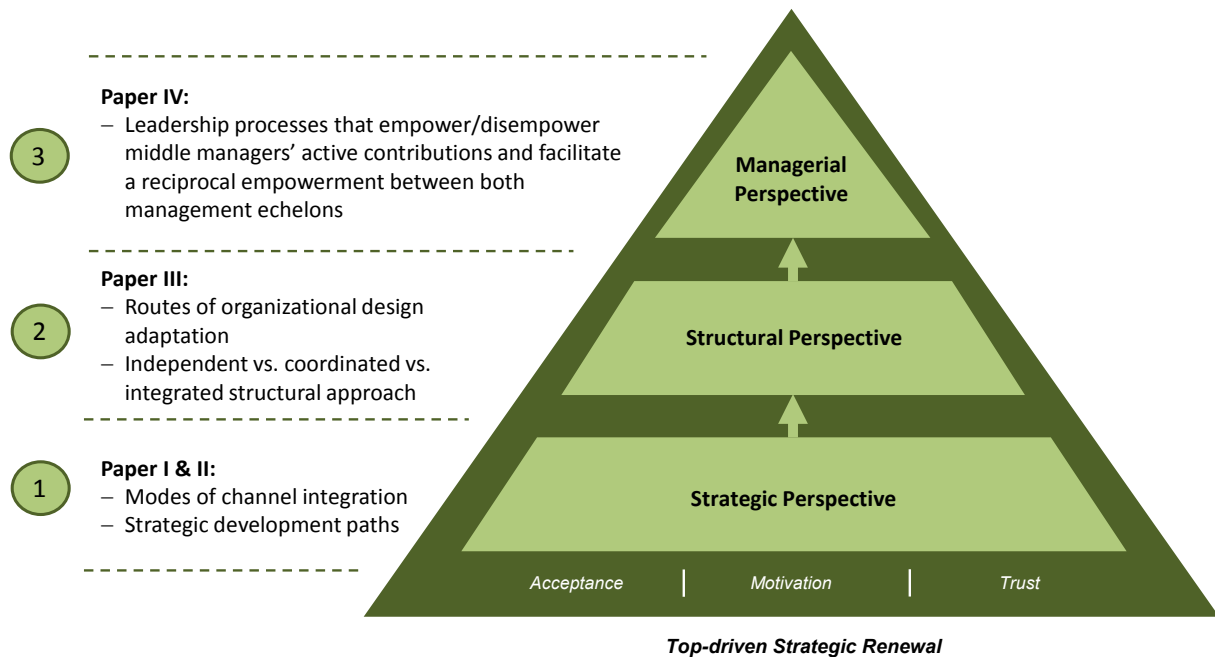 Paper IV:
3
– Leadership processes that empower/disempower
middle managers’ active contributions and facilitate
a reciprocal empowerment between both
management echelons
Managerial
Perspective
Paper III:
2
– Routes of organizational design
adaptation
– Independent vs. coordinated vs.
integrated structural approach
Structural Perspective
Paper I & II:
1
– Modes of channel integration
– Strategic development paths
Strategic Perspective
Acceptance | Motivation | Trust
Top-driven Strategic Renewal